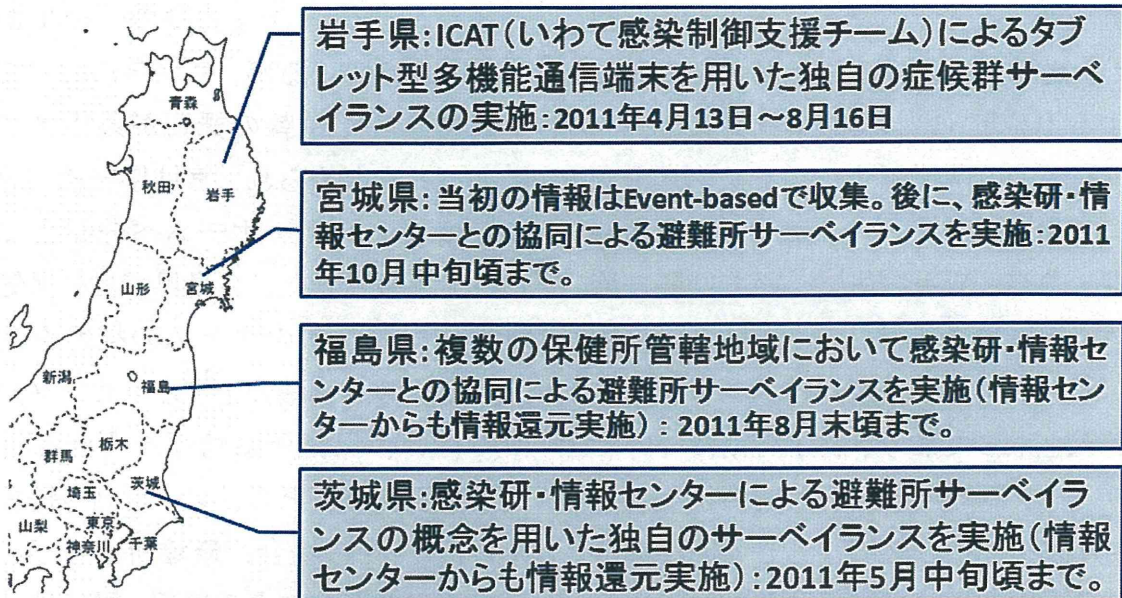 青森
秋田
岩手
山形
宮城
新潟
福島
群馬
栃木
埼玉
茨城
山梨
東京
神奈川
千葉
岩手県:ICAT(いわて感染制御支援チーム)によるタブ
レット型多機能通信端末を用いた独自の症候群サーベ
イランスの実施:2011年4月13日~8月16日
宮城県: 当初の情報はEvent-basedで収集。後に、感染研・情
報センターとの協同による避難所サーベイランスを実施:2011
年10月中旬頃まで。
福島県:複数の保健所管轄地域において感染研・情報セ
ンターとの協同による避難所サーベイランスを実施(情報セン
ターからも情報還元実施) : 2011年8月末頃まで。
茨城県:感染研・情報センターによる避難所サーベイラ
ンスの概念を用いた独自のサーベイランスを実施(情報
センターからも情報還元実施):2011年5月中旬頃まで。